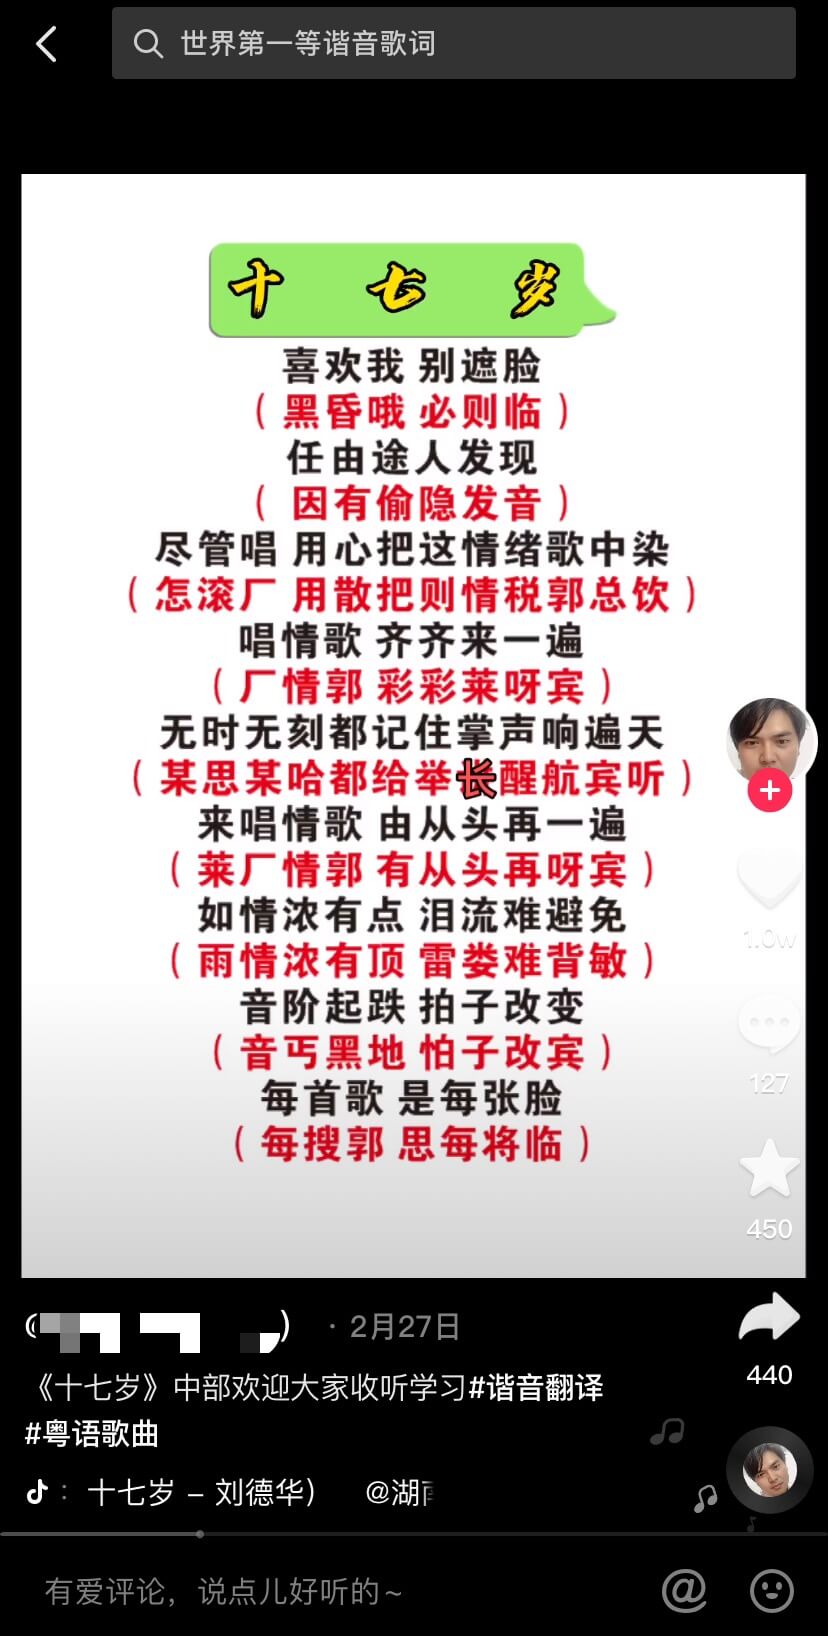 世界第一等谐音歌词
十 七 岁
喜欢我 别遮脸
（黑昏哦 必则临）
任由途人发现
（ 因有偷隐发音）
尽管唱 用心把这情绪歌中染
（怎滚厂 用散把则情税郭总饮）
唱情歌 齐齐来一遍
（厂情郭 彩彩莱呀宾）
无时无刻都记住掌声响遍天
（某思某哈都给举长醒航宾听）
来唱情歌 由从头再一遍
（莱厂情郭 有从头再呀宾）
如情浓有点 泪流难避免
（雨情浓有顶 雷娄难背敏）
音阶起跌 拍子改变
（音丐黑地 怕子改宾）
每首歌 是每张脸
（每搜郭 思每将临）
1.0w
127
450
· 2月27日
440
《十七岁》中部欢迎大家收听学习#谐音翻译
#粤语歌曲
： 十七岁 - 刘德华） @湖
有爱评论，说点儿好听的～